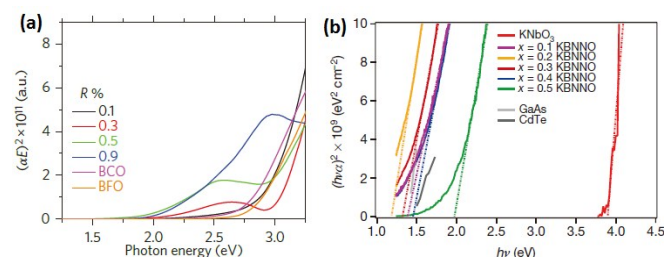 (a)
(αE)² ×10¹¹ (a.u.)
8
6
4
2
0
R %
0.1
0.3
0.5
0.9
BCO
BFO
1.5 2.0 2.5 3.0
Photon energy (eV)
(b)
(hνα)² × 10⁹ (eV² cm⁻²)
10
8
6
4
2
0
KNbO₃
x = 0.1 KBNNO
x = 0.2 KBNNO
x = 0.3 KBNNO
x = 0.4 KBNNO
x = 0.5 KBNNO
GaAs
CdTe
1.0 1.5 2.0 2.5 3.0 3.5 4.0 4.5
hν (eV)